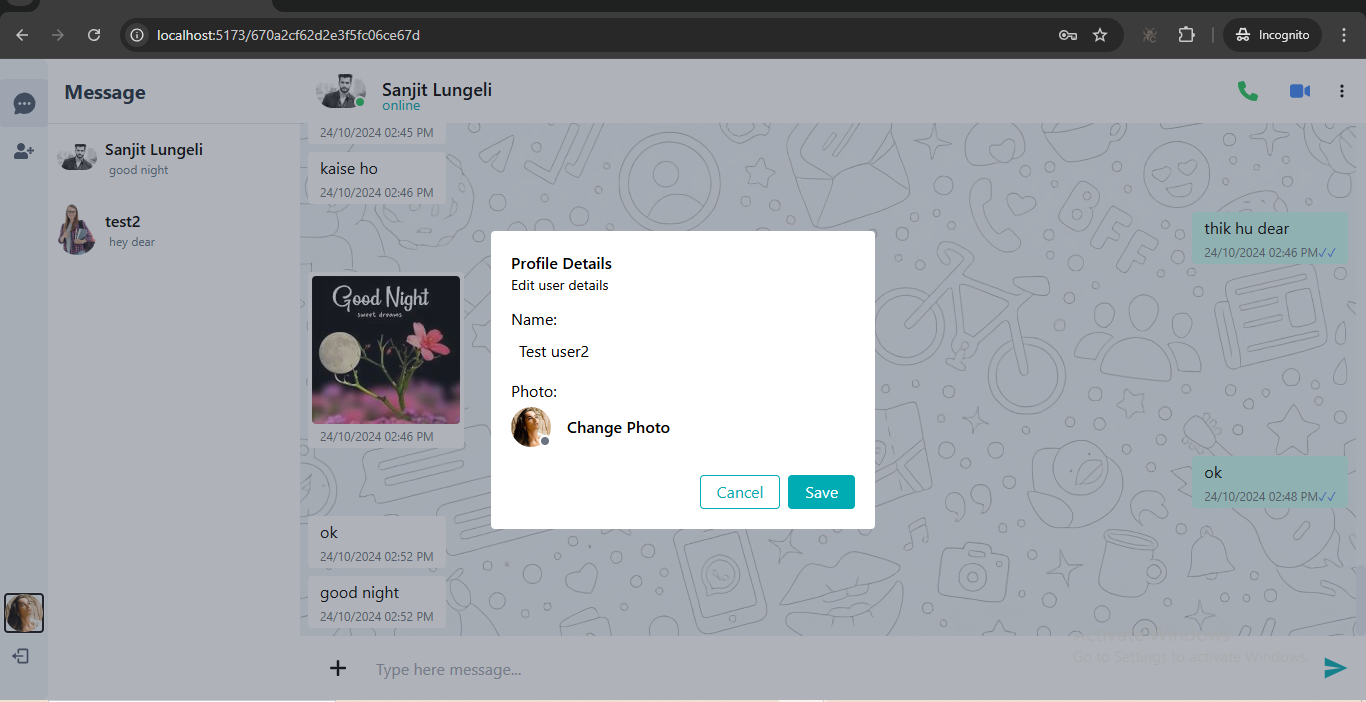 localhost:5173/670a2cf62d2e3f5fc06ce67d
Incognito
Message
Sanjit Lungeli
good night
test2
hey dear
Sanjit Lungeli
online
24/10/2024 02:45 PM
kaise ho
24/10/2024 02:46 PM
thik hu dear
24/10/2024 02:46 PM
BFF
Good Night
sweet dreams
24/10/2024 02:46 PM
ok
24/10/2024 02:48 PM
ok
24/10/2024 02:52 PM
good night
24/10/2024 02:52 PM
Profile Details
Edit user details
Name:
Test user2
Photo:
Change Photo
Cancel
Save
Type here message...
Activate Windows
Go to Settings to activate Windows.